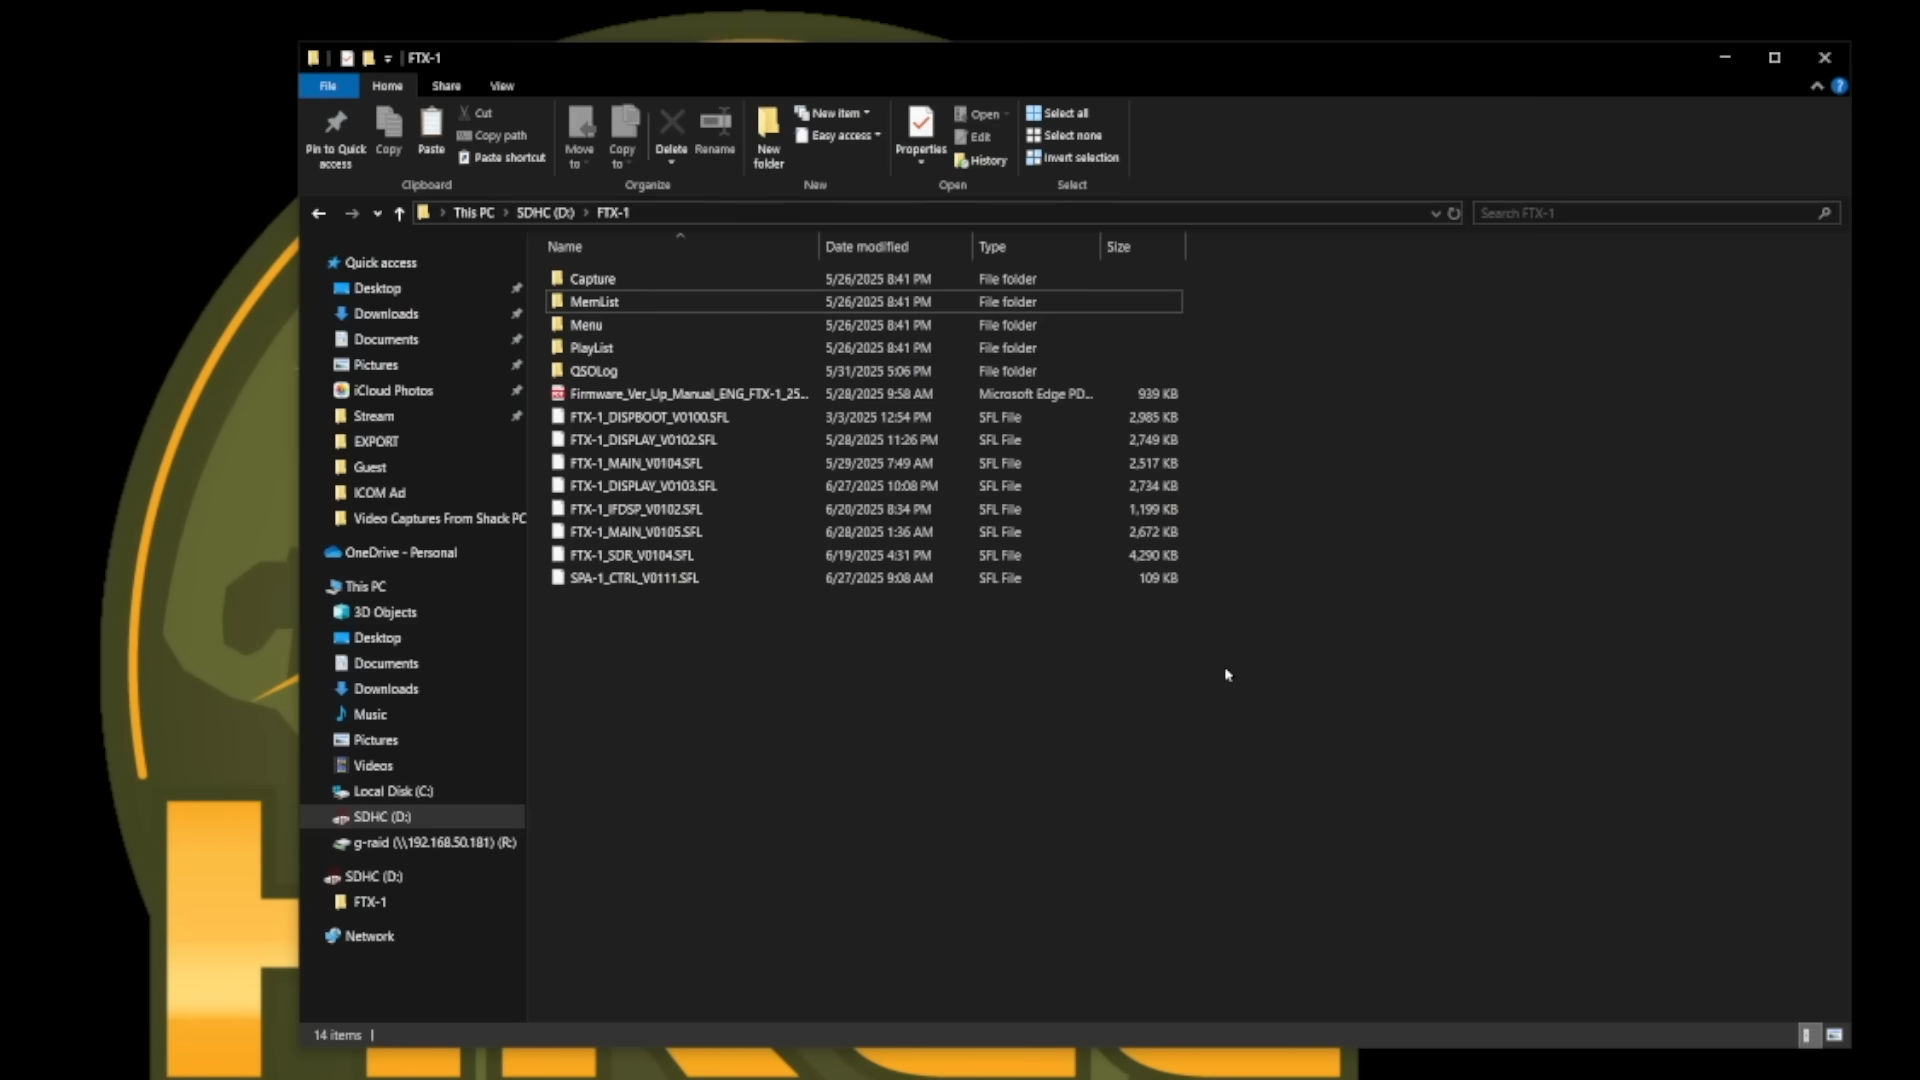 FTX-1
File Home Share View
Pin to Quick access
Copy
Paste
Cut
Copy path
Paste shortcut
Clipboard
Move to
Copy to
Delete
Rename
Organize
New folder
New item
Easy access
New
Properties
Open
Edit
History
Open
Select all
Select none
Invert selection
Select
This PC > SDHC (D:) > FTX-1
Search FTX-1
Quick access
Desktop
Downloads
Documents
Pictures
iCloud Photos
Stream
EXPORT
Guest
ICOM Ad
Video Captures From Shack PC
OneDrive - Personal
This PC
3D Objects
Desktop
Documents
Downloads
Music
Pictures
Videos
Local Disk (C:)
SDHC (D:)
g-raid (\\192.168.50.181) (R:)
SDHC (D:)
FTX-1
Network
Name Date modified Type Size
Capture 5/26/2025 8:41 PM File folder
MemList 5/26/2025 8:41 PM File folder
Menu 5/26/2025 8:41 PM File folder
PlayList 5/26/2025 8:41 PM File folder
QSOLog 5/31/2025 5:06 PM File folder
Firmware_Ver_Up_Manual_ENG_FTX-1_25... 5/28/2025 9:58 AM Microsoft Edge PD... 939 KB
FTX-1_DISPBOOT_V0100.SFL 3/3/2025 12:54 PM SFL File 2,985 KB
FTX-1_DISPLAY_V0102.SFL 5/28/2025 11:26 PM SFL File 2,749 KB
FTX-1_MAIN_V0104.SFL 5/29/2025 7:49 AM SFL File 2,517 KB
FTX-1_DISPLAY_V0103.SFL 6/27/2025 10:08 PM SFL File 2,734 KB
FTX-1_IFDSP_V0102.SFL 6/20/2025 8:34 PM SFL File 1,199 KB
FTX-1_MAIN_V0105.SFL 6/28/2025 1:36 AM SFL File 2,672 KB
FTX-1_SDR_V0104.SFL 6/19/2025 4:31 PM SFL File 4,290 KB
SPA-1_CTRL_V0111.SFL 6/27/2025 9:08 AM SFL File 109 KB
14 items